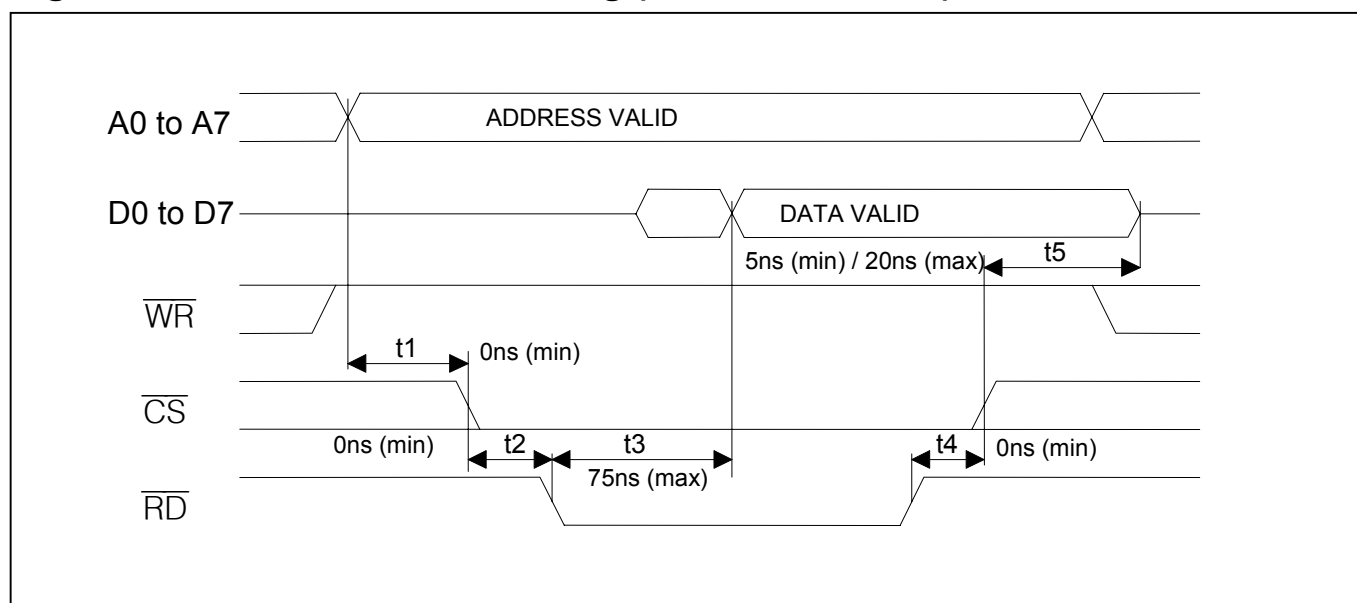 A0 to A7
ADDRESS VALID
D0 to D7
DATA VALID
5ns (min) / 20ns (max)
t5
WR
t1
0ns (min)
CS
0ns (min)
t2
t3
t4
0ns (min)
75ns (max)
RD